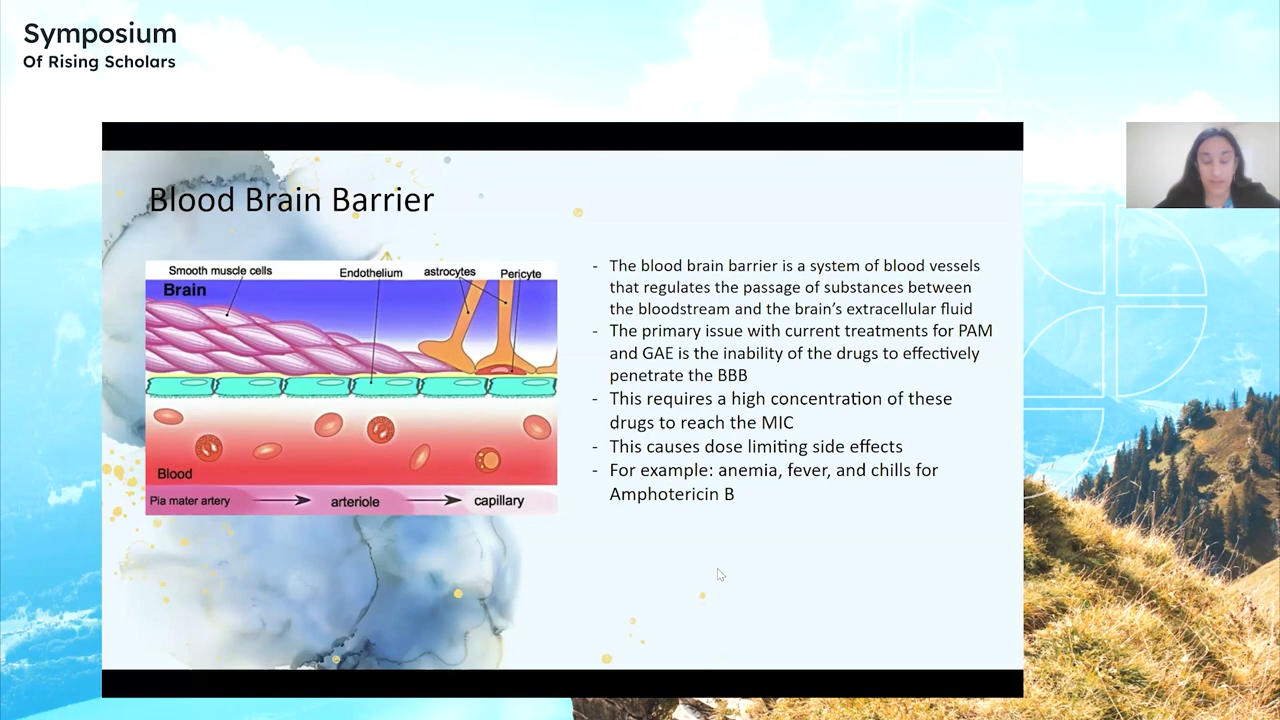 Symposium
Of Rising Scholars
Blood Brain Barrier
Smooth muscle cells
Endothelium
astrocytes
Pericyte
Brain
Blood
Pia mater artery
arteriole
capillary
- The blood brain barrier is a system of blood vessels
that regulates the passage of substances between
the bloodstream and the brain's extracellular fluid
- The primary issue with current treatments for PAM
and GAE is the inability of the drugs to effectively
penetrate the BBB
- This requires a high concentration of these
drugs to reach the MIC
- This causes dose limiting side effects
- For example: anemia, fever, and chills for
Amphotericin B